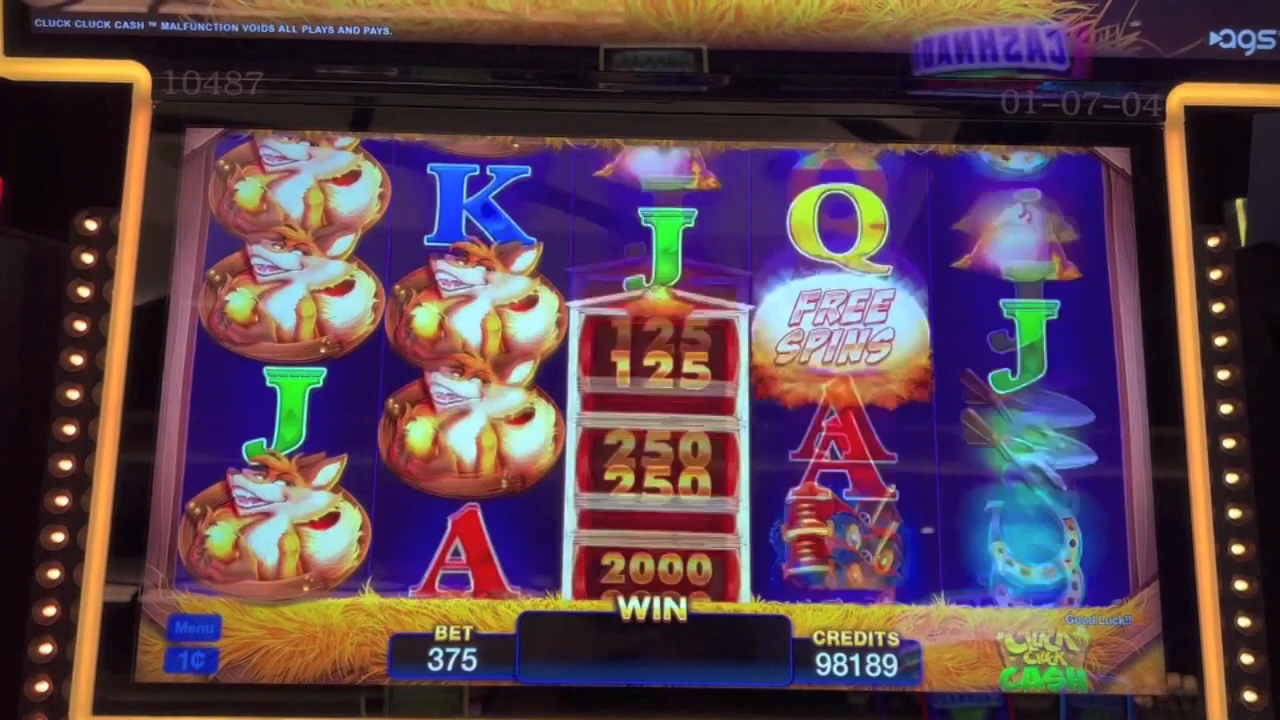 CLUCK CLUCK CASH ™ MALFUNCTION VOIDS ALL PLAYS AND PAYS.
ags
10487
01-07-04
K
J
Q
FREE
SPINS
125
125
J
J
A
250
250
A
2000
WIN
Menu
1¢
BET
375
CREDITS
98189
Good Luck!!
CLUCK
CLUCK
CASH